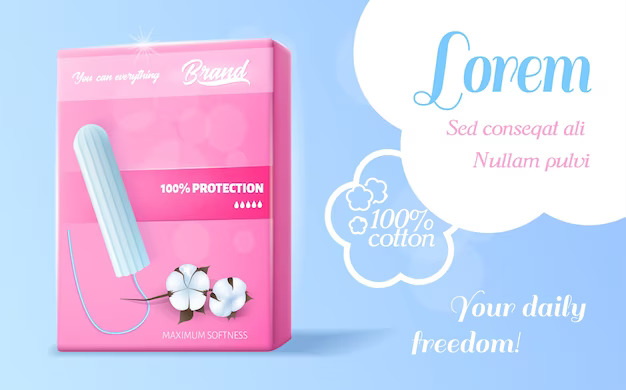 You can everything Brand
100% PROTECTION
MAXIMUM SOFTNESS
Lorem
Sed conseqat ali
Nullam pulvi
100%
cotton
Your daily
freedom!